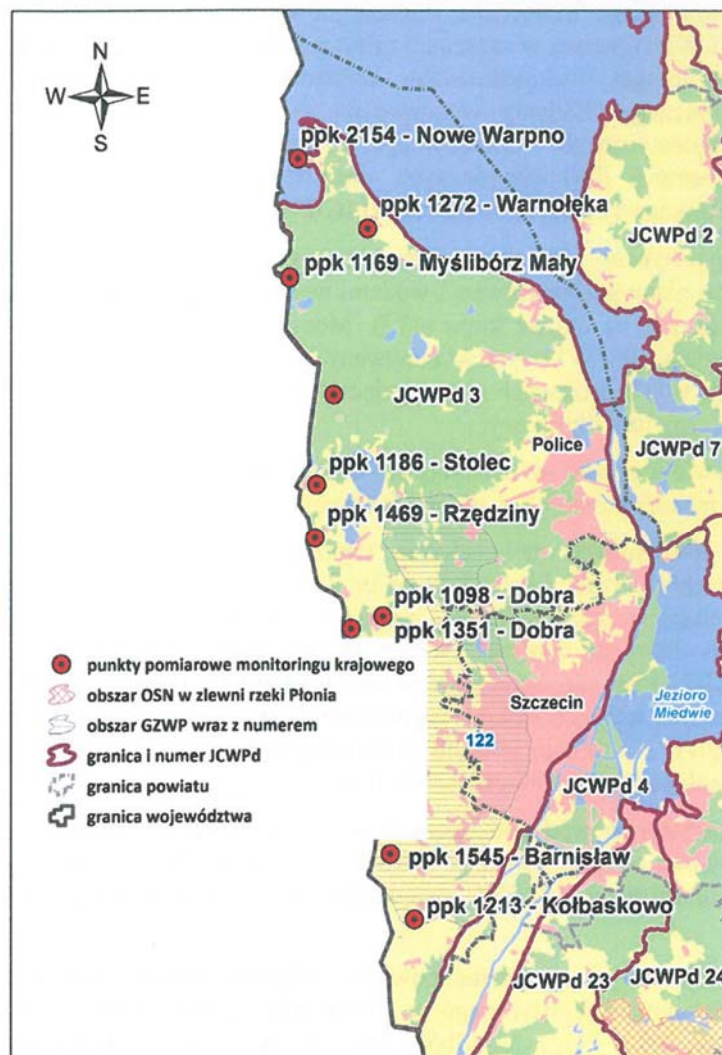 N
W E
S
ppk 2154 - Nowe Warpno
ppk 1272 - Warnołęka
JCWPd 2
ppk 1169 - Myślibórz Mały
JCWPd 3
Police
JCWPd 7
ppk 1186 - Stolec
ppk 1469 - Rzędziny
ppk 1098 - Dobra
ppk 1351 - Dobra
punkty pomiarowe monitoringu krajowego
obszar OSN w zlewni rzeki Płonia
obszar GZWP wraz z numerem
granica i numer JCWPd
granica powiatu
granica województwa
Szczecin
Jezioro
Miedwie
122
JCWPd 4
ppk 1545 - Barnisław
ppk 1213 - Kołbaskowo
JCWPd 23
JCWPd 24